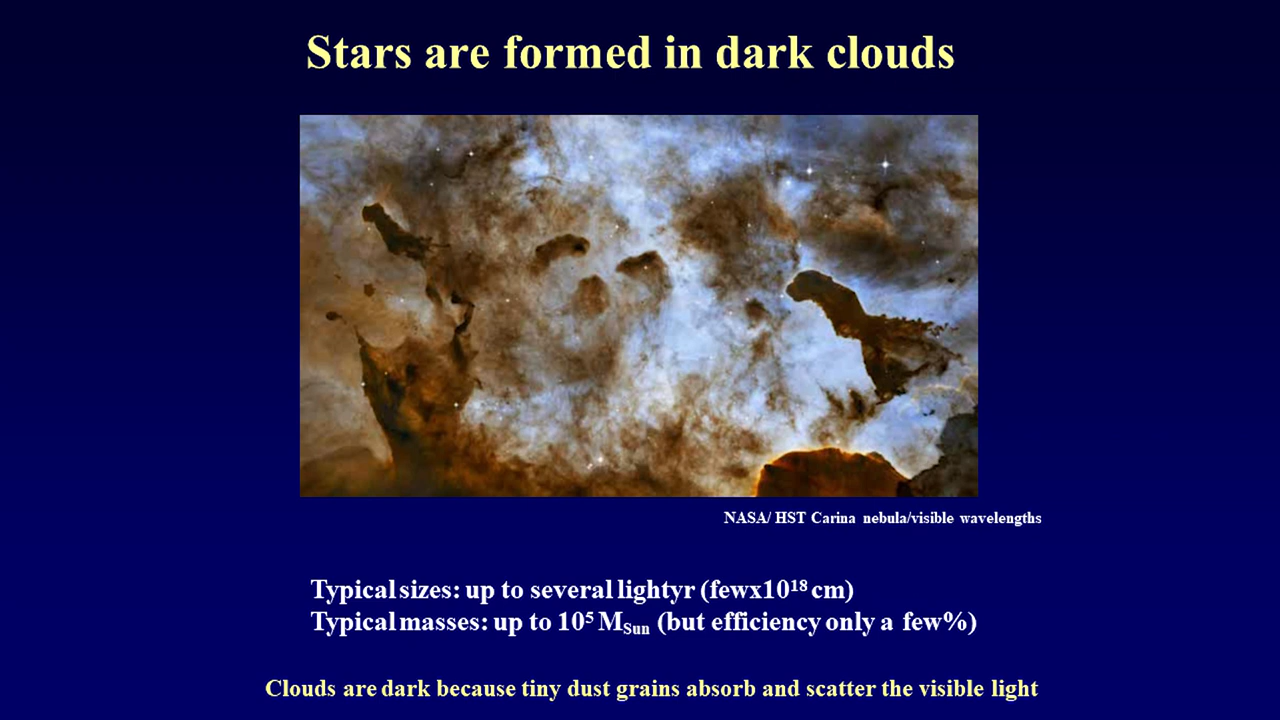 Stars are formed in dark clouds
NASA/ HST Carina nebula/visible wavelengths
Typical sizes: up to several lightyr (fewx10¹⁸ cm)
Typical masses: up to 10⁵ M_Sun (but efficiency only a few%)
Clouds are dark because tiny dust grains absorb and scatter the visible light